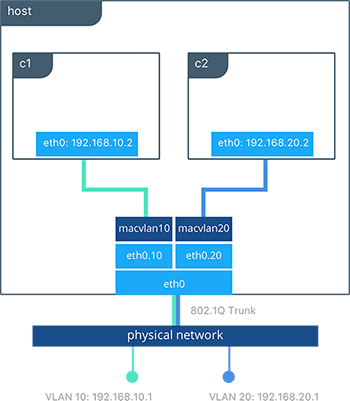 host
c1
c2
eth0: 192.168.10.2
eth0: 192.168.20.2
macvlan10
macvlan20
eth0.10
eth0.20
eth0
802.1Q Trunk
physical network
VLAN 10: 192.168.10.1
VLAN 20: 192.168.20.1